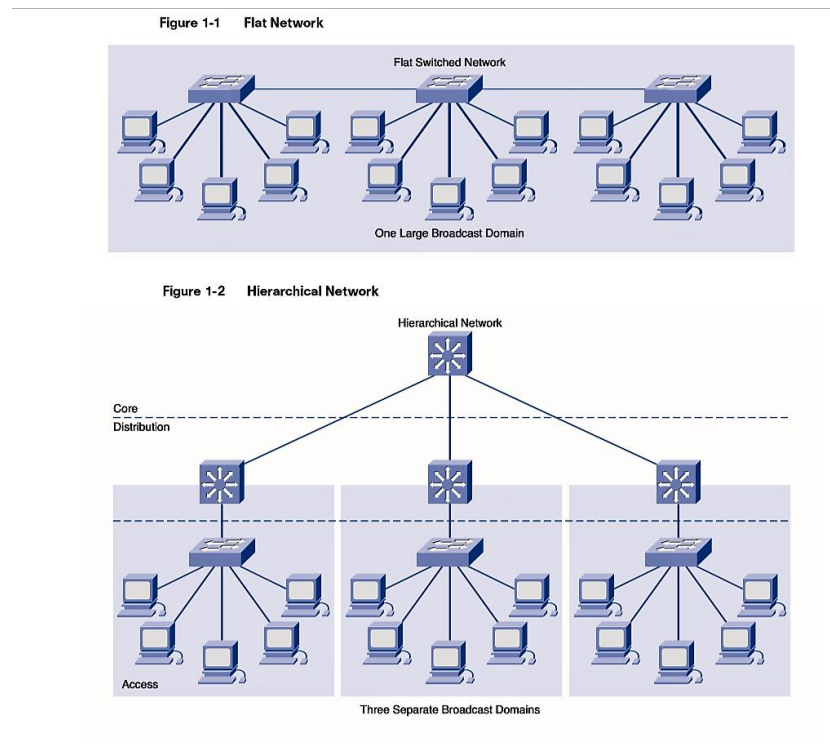 Figure 1-1 Flat Network
Flat Switched Network
One Large Broadcast Domain
Figure 1-2 Hierarchical Network
Hierarchical Network
Core
Distribution
Access
Three Separate Broadcast Domains